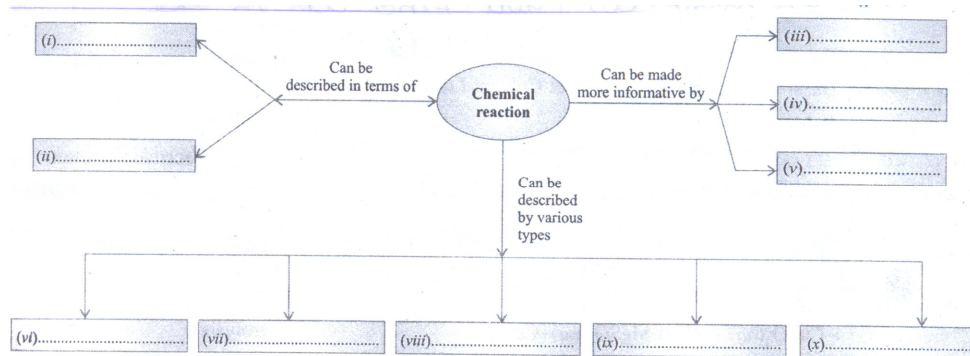 (i)..............................
(iii)..............................
Can be
described in terms of
Chemical
reaction
Can be made
more informative by
(iv)..............................
(ii)..............................
(v)..............................
Can be
described
by various
types
(vi)..............................
(vii)..............................
(viii)..............................
(ix)..............................
(x)..............................